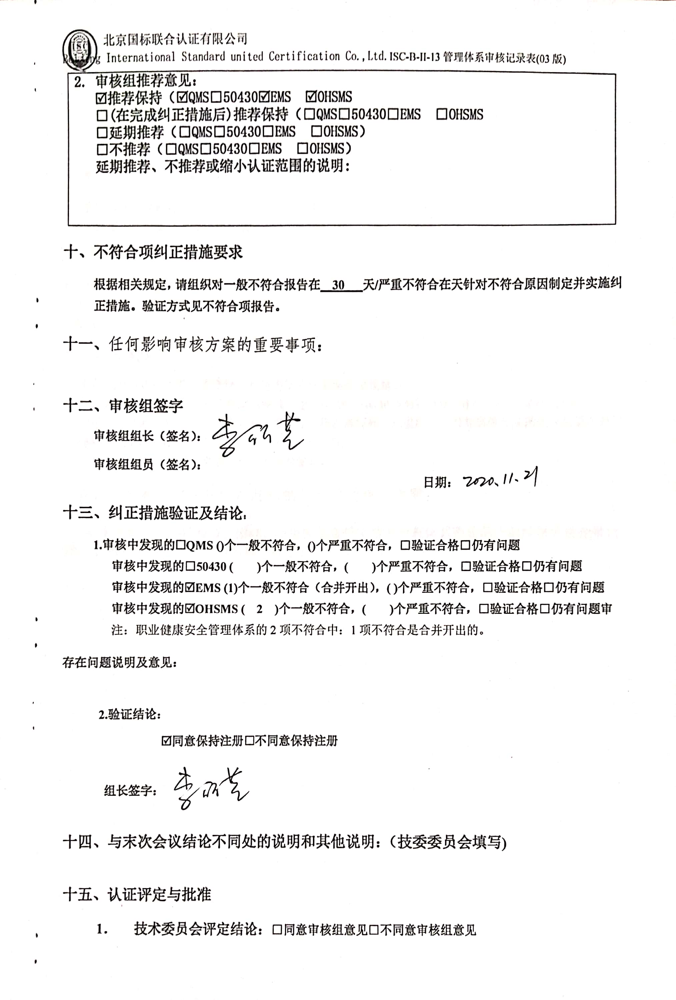 北京国标联合认证有限公司
Beijing International Standard united Certification Co.,Ltd. ISC-B-II-13 管理体系审核记录表(03 版)
2. 审核组推荐意见：
☑推荐保持（☑QMS□50430☑EMS ☑OHSMS
□(在完成纠正措施后)推荐保持（□QMS□50430□EMS □OHSMS
□延期推荐（□QMS□50430□EMS □OHSMS）
□不推荐（□QMS□50430□EMS □OHSMS）
延期推荐、不推荐或缩小认证范围的说明：
十、不符合项纠正措施要求
根据相关规定，请组织对一般不符合报告在 30 天/严重不符合在天针对不符合原因制定并实施纠
正措施。验证方式见不符合项报告。
十一、任何影响审核方案的重要事项：
十二、审核组签字
审核组组长（签名）：
审核组组员（签名）：
日期： 2020.11.21
十三、纠正措施验证及结论：
1.审核中发现的□QMS ()个一般不符合，()个严重不符合，□验证合格□仍有问题
审核中发现的□50430 ( )个一般不符合，( )个严重不符合，□验证合格□仍有问题
审核中发现的☑EMS (1)个一般不符合（合并开出），( )个严重不符合，□验证合格□仍有问题
审核中发现的☑OHSMS ( 2 )个一般不符合，( )个严重不符合，□验证合格□仍有问题审
注：职业健康安全管理体系的 2 项不符合中：1 项不符合是合并开出的。
存在问题说明及意见：
2.验证结论：
☑同意保持注册□不同意保持注册
组长签字：
十四、与末次会议结论不同处的说明和其他说明：（技委委员会填写)
十五、认证评定与批准
1. 技术委员会评定结论：□同意审核组意见□不同意审核组意见